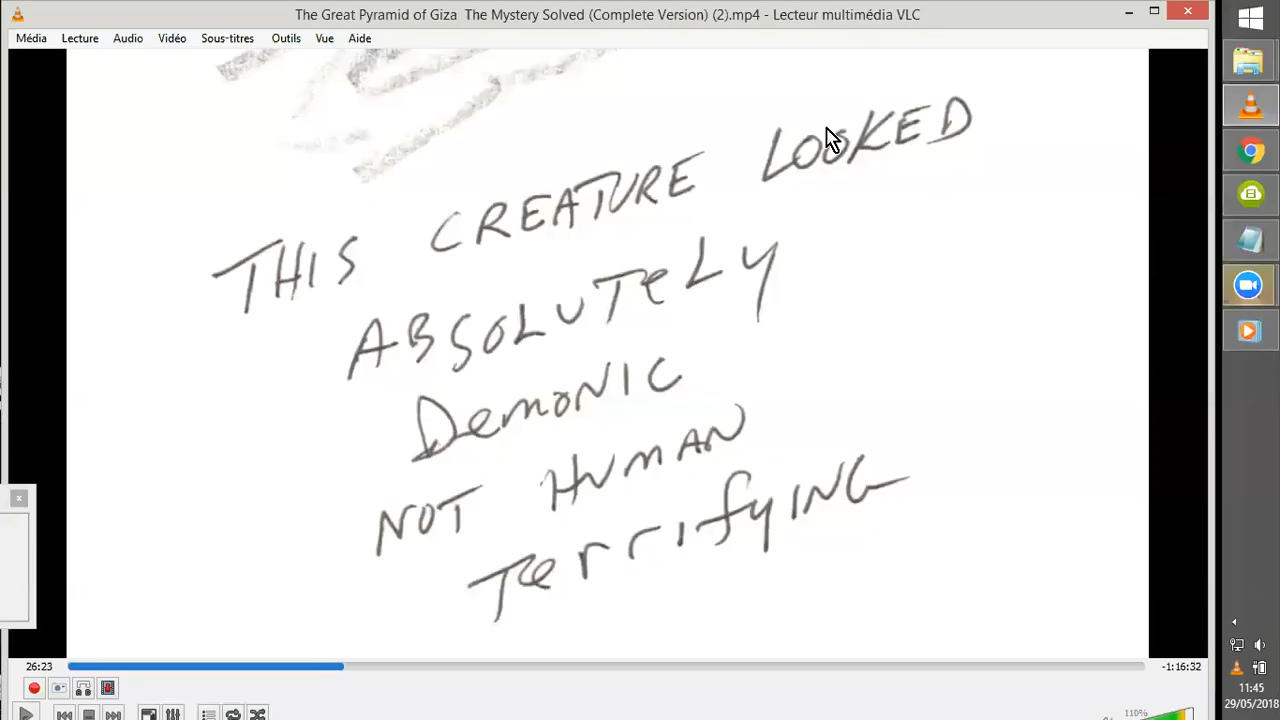 The Great Pyramid of Giza The Mystery Solved (Complete Version) (2).mp4 - Lecteur multimédia VLC
Média Lecture Audio Vidéo Sous-titres Outils Vue Aide
THIS CREATURE LOOKED
ABSOLUTeLy
DemoNIC
NOT HUMAN
TerrifyING
26:23 -1:16:32
110%
11:45
29/05/2018